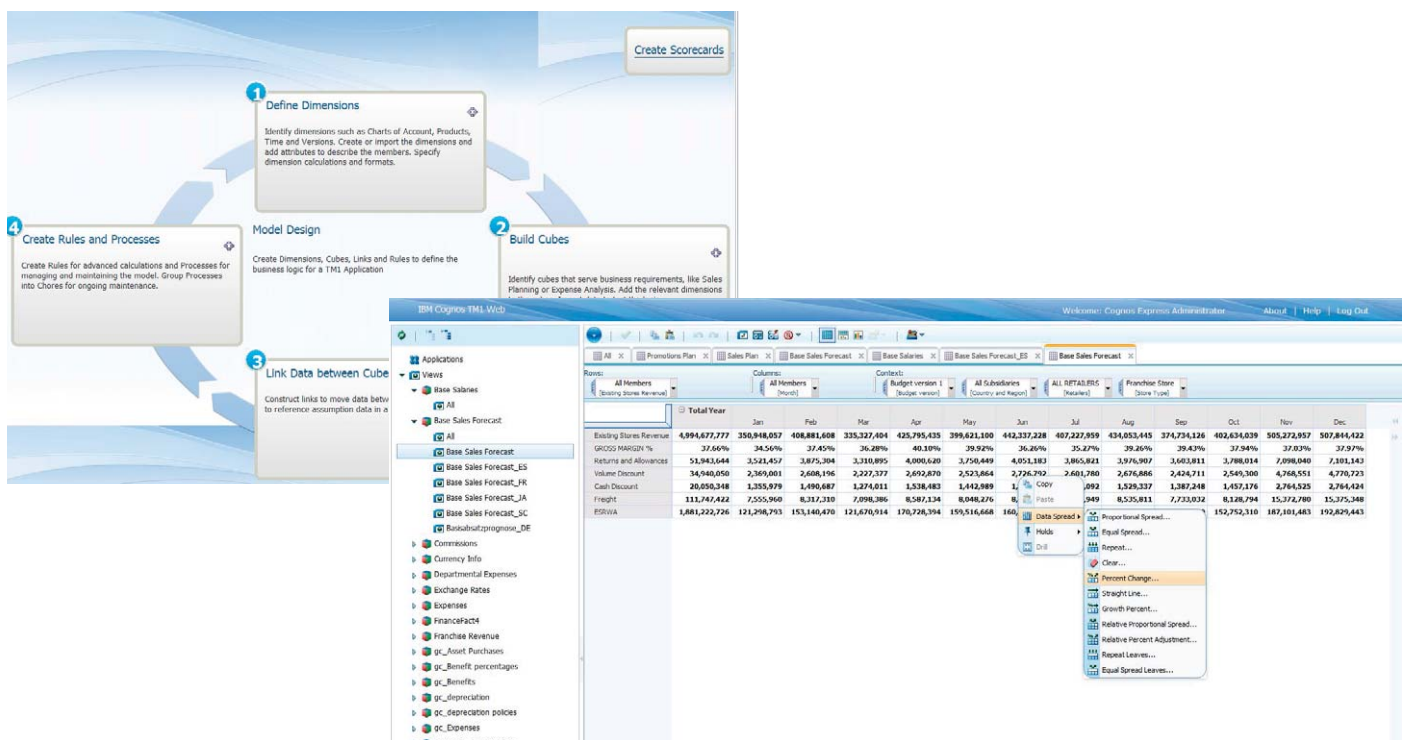 Create Scorecards
1
Define Dimensions
Identify dimensions such as Charts of Account, Products,
Time and Versions. Create or import the dimensions and
add attributes to describe the members. Specify
dimension calculations and formats.
4
Create Rules and Processes
Create Rules for advanced calculations and Processes for
managing and maintaining the model. Group Processes
into Chores for ongoing maintenance.
Model Design
Create Dimensions, Cubes, Links and Rules to define the
business logic for a TM1 Application
2
Build Cubes
Identify cubes that serve business requirements, like Sales
Planning or Expense Analysis. Add the relevant dimensions
3
Link Data between Cube
Construct links to move data betw
to reference assumption data in a
IBM Cognos TM1 Web
Welcome: Cognos Express Administrator About | Help | Log Out
Applications
Views
Base Salaries
All
Base Sales Forecast
All
Base Sales Forecast
Base Sales Forecast_ES
Base Sales Forecast_FR
Base Sales Forecast_JA
Base Sales Forecast_SC
Basisabsatzprognose_DE
Commissions
Currency Info
Departmental Expenses
Exchange Rates
Expenses
FinanceFact4
Franchise Revenue
gc_Asset Purchases
gc_Benefit percentages
gc_Benefits
gc_depreciation
gc_depreciation policies
gc_Expenses
All X Promotions Plan X Sales Plan X Base Sales Forecast X Base Salaries X Base Sales Forecast_ES X Base Sales Forecast X
Rows: Columns: Context:
All Members All Members Budget version 1 All Subsidiaries ALL RETAILERS Franchise Store
[Existing Stores Revenue] [Month] [Budget version] [Country and Region] [Retailers] [Store Type]
Total Year
Jan Feb Mar Apr May Jun Jul Aug Sep Oct Nov Dec
Existing Stores Revenue 4,994,677,777 350,948,057 408,881,608 335,327,404 425,795,435 399,621,100 442,337,228 407,227,959 434,053,445 374,734,126 402,634,039 505,272,957 507,844,422
GROSS MARGIN % 37.66% 34.56% 37.45% 36.28% 40.10% 39.92% 36.26% 35.27% 39.26% 39.43% 37.94% 37.03% 37.97%
Returns and Allowances 51,943,644 3,521,457 3,875,304 3,310,895 4,000,620 3,750,449 4,051,183 3,865,821 3,976,907 3,603,811 3,788,014 7,098,040 7,101,143
Volume Discount 34,940,050 2,369,001 2,608,196 2,227,377 2,692,870 2,523,864 2,726,792 2,601,780 2,676,886 2,424,711 2,549,300 4,768,551 4,770,723
Cash Discount 20,050,348 1,355,979 1,490,687 1,274,011 1,538,483 1,442,989 1, 092 1,529,337 1,387,248 1,457,176 2,764,525 2,764,424
Freight 111,747,422 7,555,960 8,317,310 7,098,386 8,587,134 8,048,276 8, 949 8,535,811 7,733,032 8,128,794 15,372,780 15,375,348
ESRWA 1,881,222,726 121,298,793 153,140,470 121,670,914 170,728,394 159,516,668 160, 152,752,310 187,101,483 192,829,443
Copy
Paste
Data Spread
Holds
Drill
Proportional Spread...
Equal Spread...
Repeat...
Clear...
Percent Change...
Straight Line...
Growth Percent...
Relative Proportional Spread...
Relative Percent Adjustment...
Repeat Leaves...
Equal Spread Leaves...